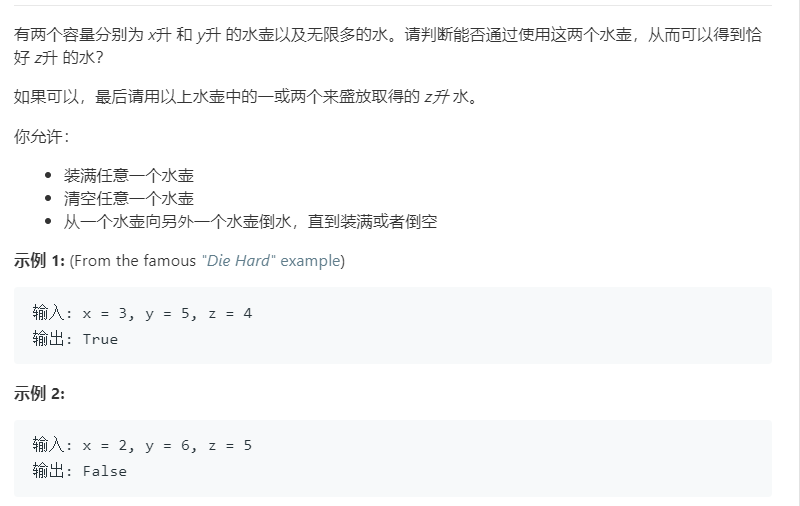 有两个容量分别为 x升 和 y升 的水壶以及无限多的水。请判断能否通过使用这两个水壶，从而可以得到恰
好 z升 的水？
如果可以，最后请用以上水壶中的一或两个来盛放取得的 z升 水。
你允许：
• 装满任意一个水壶
• 清空任意一个水壶
• 从一个水壶向另外一个水壶倒水，直到装满或者倒空
示例 1: (From the famous "Die Hard" example)
输入: x = 3, y = 5, z = 4
输出: True
示例 2:
输入: x = 2, y = 6, z = 5
输出: False